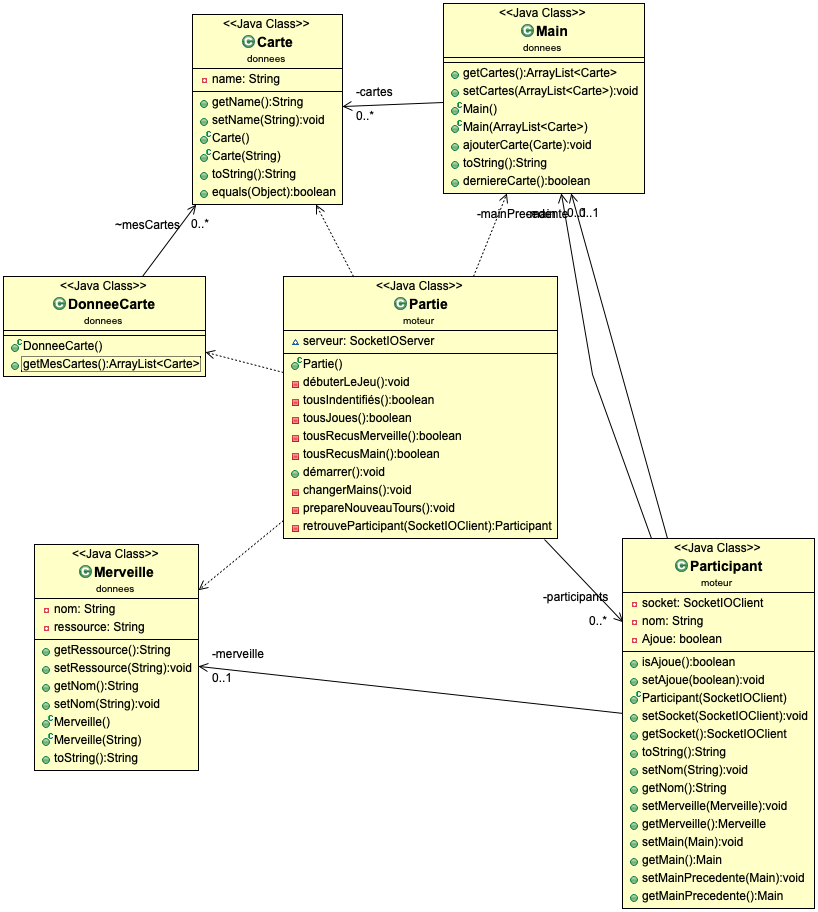 <<Java Class>>
Carte
donnees
name: String
getName():String
setName(String):void
Carte()
Carte(String)
toString():String
equals(Object):boolean
<<Java Class>>
Main
donnees
getCartes():ArrayList<Carte>
setCartes(ArrayList<Carte>):void
Main()
Main(ArrayList<Carte>)
ajouterCarte(Carte):void
toString():String
derniereCarte():boolean
-cartes
0..*
~mesCartes
0..*
-mainPrecedente
-main
0..1
0..1
<<Java Class>>
DonneeCarte
donnees
DonneeCarte()
getMesCartes():ArrayList<Carte>
<<Java Class>>
Partie
moteur
serveur: SocketIOServer
Partie()
débuterLeJeu():void
tousIndentifiés():boolean
tousJoues():boolean
tousRecusMerveille():boolean
tousRecusMain():boolean
démarrer():void
changerMains():void
prepareNouveauTours():void
retrouveParticipant(SocketIOClient):Participant
-participants
0..*
<<Java Class>>
Merveille
donnees
nom: String
ressource: String
getRessource():String
setRessource(String):void
getNom():String
setNom(String):void
Merveille()
Merveille(String)
toString():String
-merveille
0..1
<<Java Class>>
Participant
moteur
socket: SocketIOClient
nom: String
Ajoue: boolean
isAjoue():boolean
setAjoue(boolean):void
Participant(SocketIOClient)
setSocket(SocketIOClient):void
getSocket():SocketIOClient
toString():String
setNom(String):void
getNom():String
setMerveille(Merveille):void
getMerveille():Merveille
setMain(Main):void
getMain():Main
setMainPrecedente(Main):void
getMainPrecedente():Main